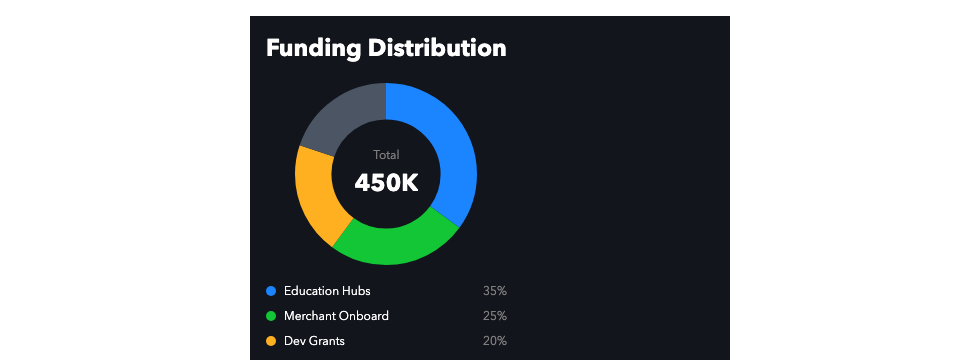 Funding Distribution
Total
450K
Education Hubs 35%
Merchant Onboard 25%
Dev Grants 20%